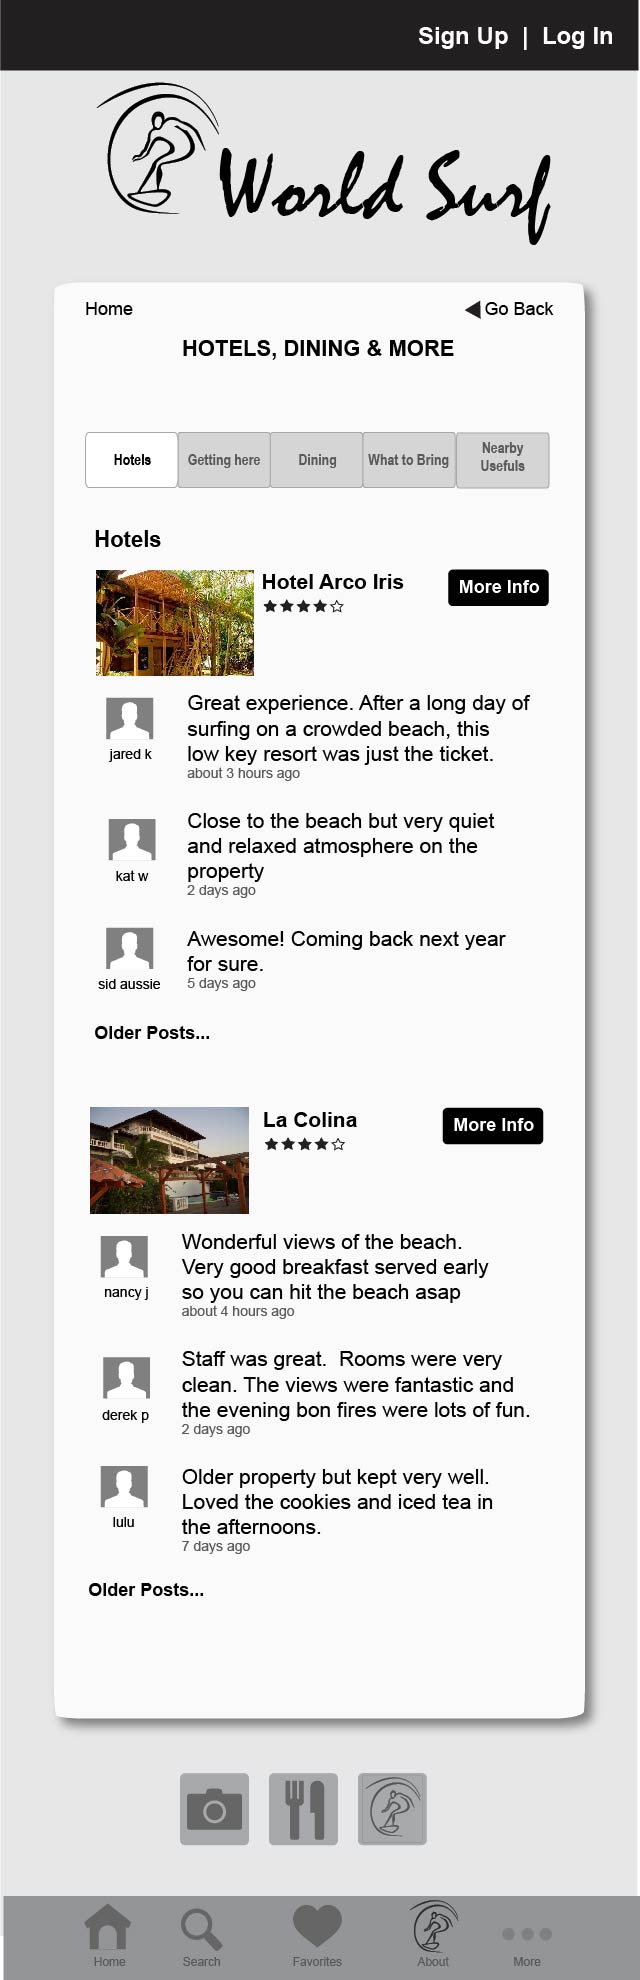 Sign Up | Log In
World Surf
Home
Go Back
HOTELS, DINING & MORE
Hotels
Getting here
Dining
What to Bring
Nearby
Usefuls
Hotels
Hotel Arco Iris
More Info
Great experience. After a long day of
surfing on a crowded beach, this
low key resort was just the ticket.
about 3 hours ago
jared k
Close to the beach but very quiet
and relaxed atmosphere on the
property
2 days ago
kat w
Awesome! Coming back next year
for sure.
5 days ago
sid aussie
Older Posts...
La Colina
More Info
Wonderful views of the beach.
Very good breakfast served early
so you can hit the beach asap
about 4 hours ago
nancy j
Staff was great.  Rooms were very
clean. The views were fantastic and
the evening bon fires were lots of fun.
2 days ago
derek p
Older property but kept very well.
Loved the cookies and iced tea in
the afternoons.
7 days ago
lulu
Older Posts...
Home
Search
Favorites
About
More